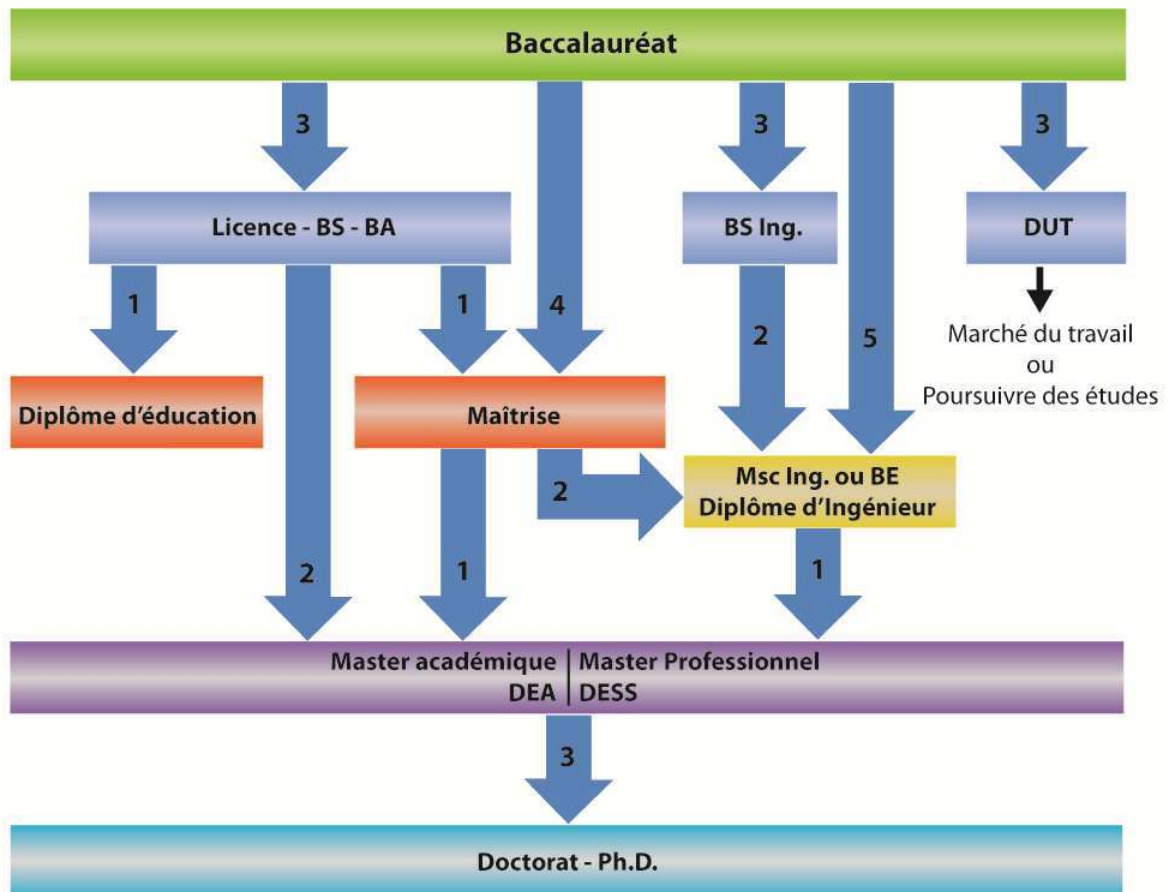 Baccalauréat
3
4
3
5
3
Licence - BS - BA
BS Ing.
DUT
1
2
1
2
Marché du travail
ou
Poursuivre des études
Diplôme d'éducation
Maîtrise
1
2
Msc Ing. ou BE
Diplôme d'Ingénieur
1
Master académique
DEA
Master Professionnel
DESS
3
Doctorat - Ph.D.